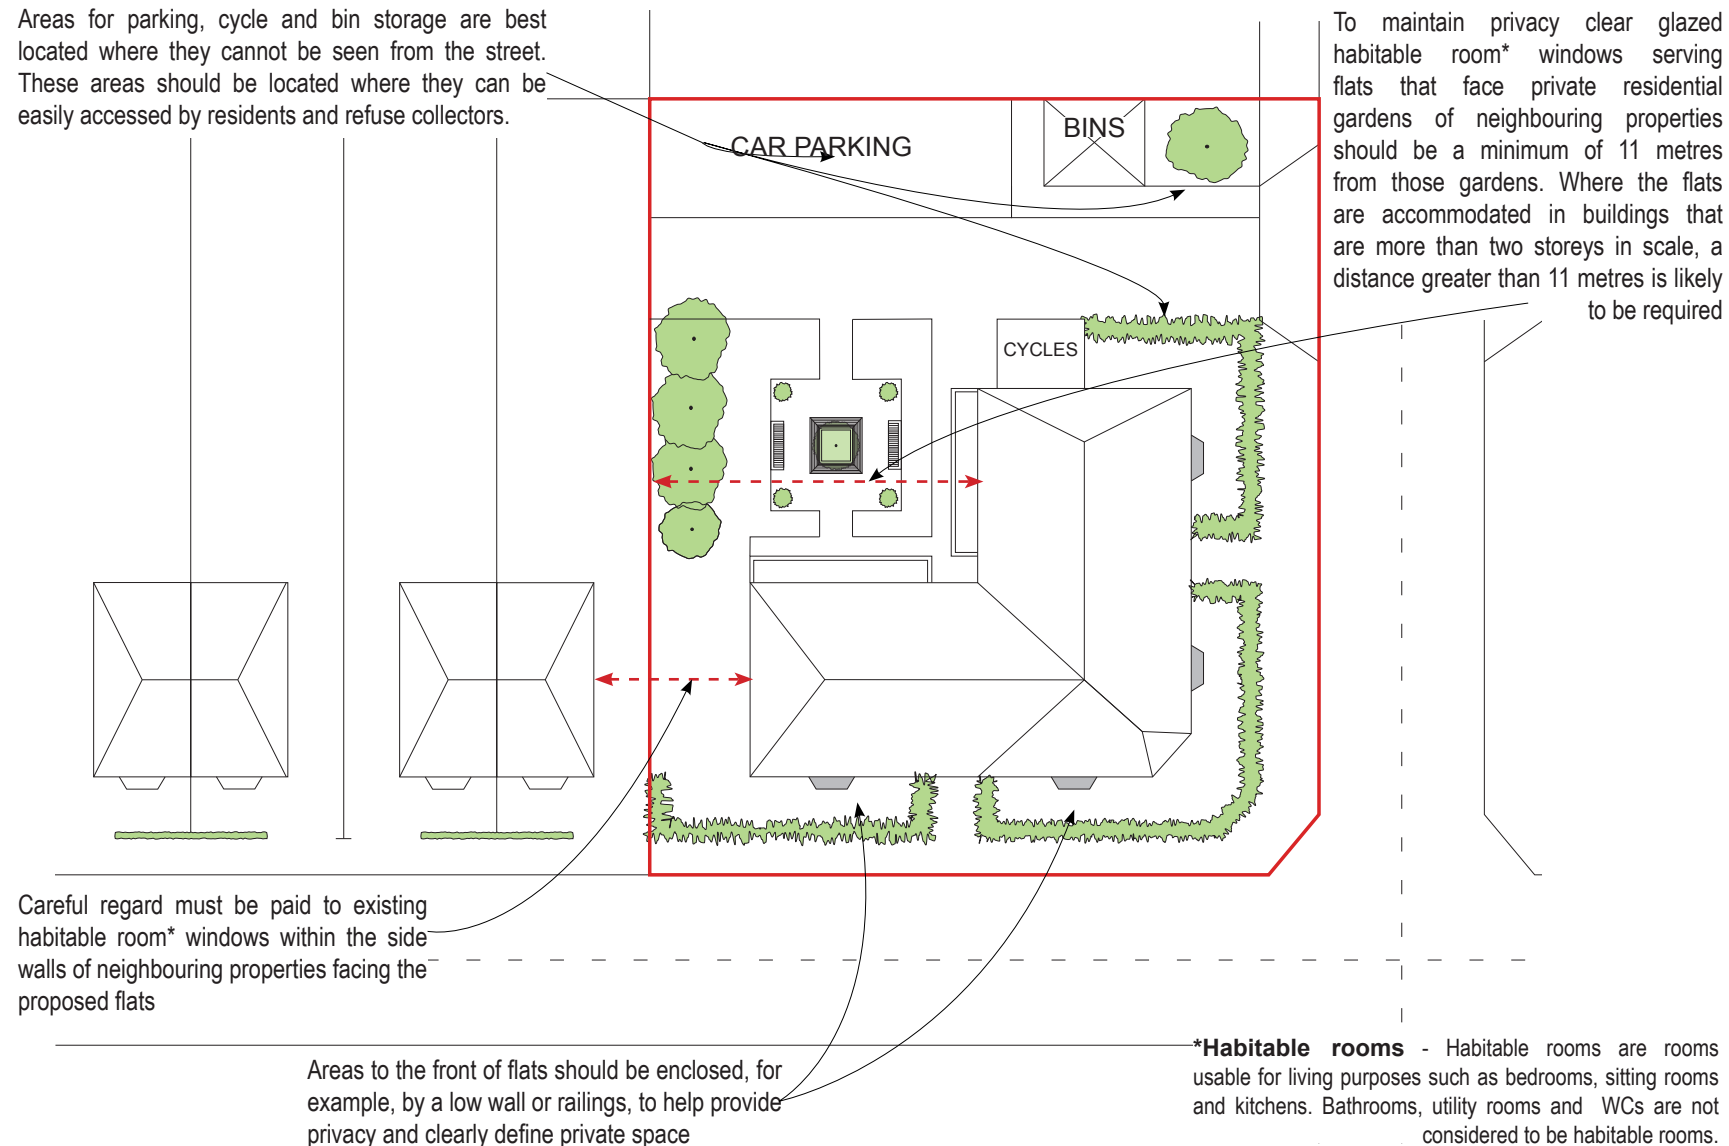 Areas for parking, cycle and bin storage are best
located where they cannot be seen from the street.
These areas should be located where they can be
easily accessed by residents and refuse collectors.
To maintain privacy clear glazed
habitable room* windows serving
flats that face private residential
gardens of neighbouring properties
should be a minimum of 11 metres
from those gardens. Where the flats
are accommodated in buildings that
are more than two storeys in scale, a
distance greater than 11 metres is likely
to be required
CAR PARKING
BINS
CYCLES
Careful regard must be paid to existing
habitable room* windows within the side
walls of neighbouring properties facing the
proposed flats
Areas to the front of flats should be enclosed, for
example, by a low wall or railings, to help provide
privacy and clearly define private space
*Habitable rooms - Habitable rooms are rooms
usable for living purposes such as bedrooms, sitting rooms
and kitchens. Bathrooms, utility rooms and WCs are not
considered to be habitable rooms.